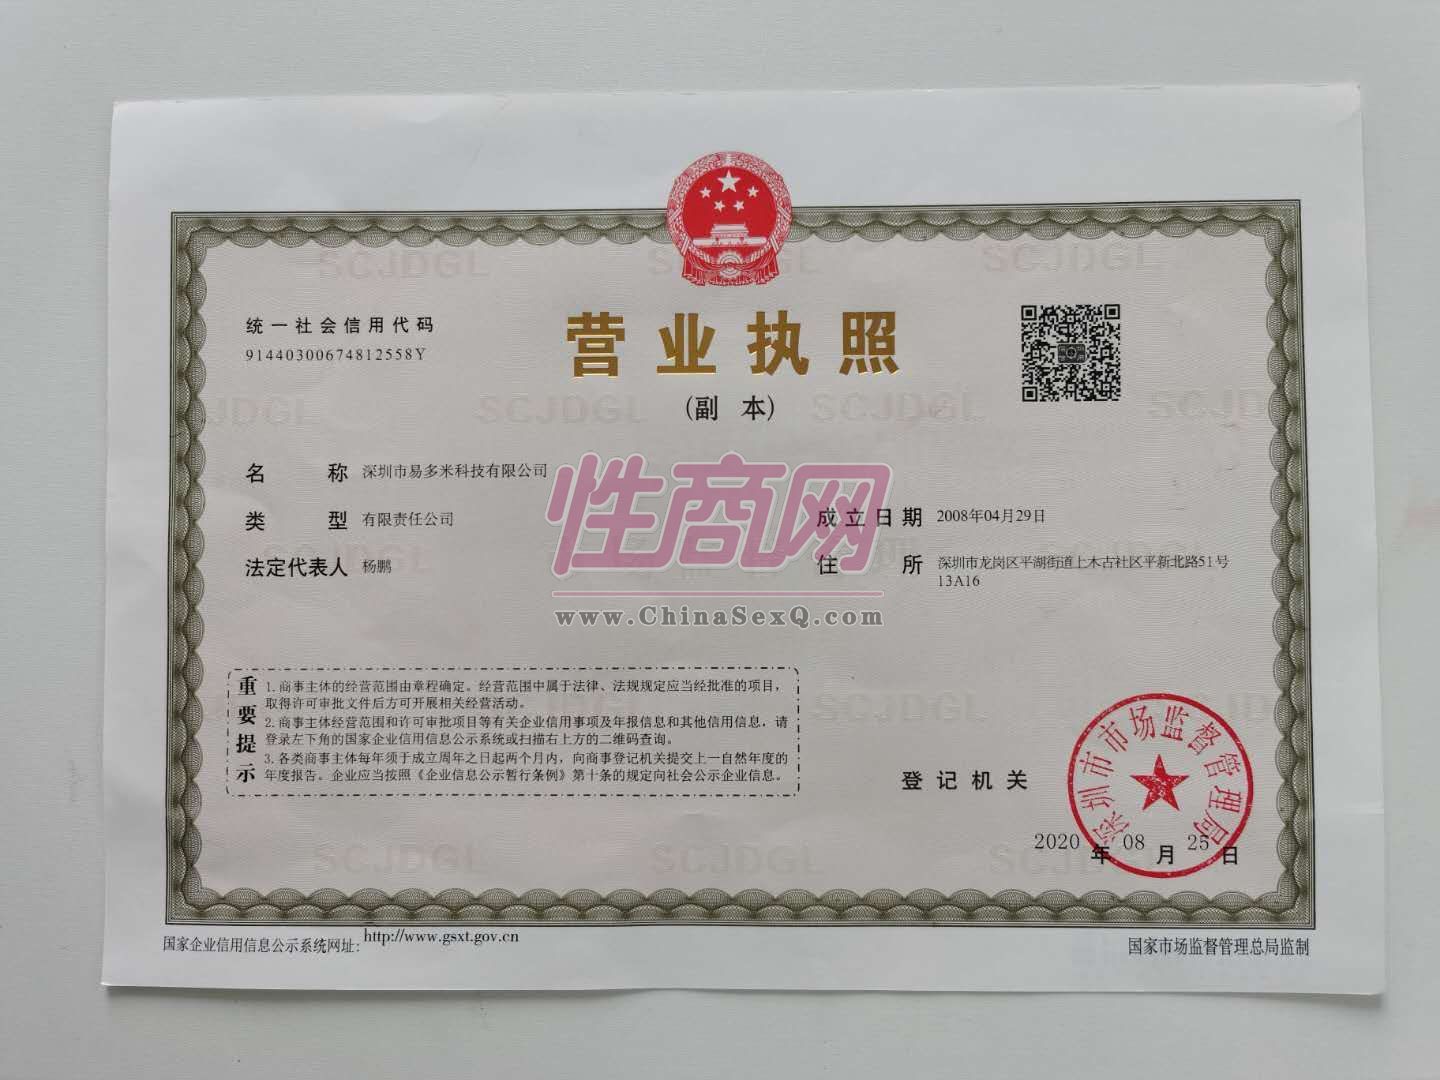 SCJDGL SCJDGL SCJDGL
统一社会信用代码
91440300674812558Y
营业执照
(副 本)
SCJDGL SCJDGL
名 称 深圳市易多米科技有限公司
类 型 有限责任公司
法定代表人 杨鹏
成立日期 2008年04月29日
住 所 深圳市龙岗区平湖街道上木古社区平新北路51号
13A16
性商网
www.ChinaSexQ.com
重要提示
1.商事主体的经营范围由章程确定。经营范围中属于法律、法规规定应当经批准的项目,
取得许可审批文件后方可开展相关经营活动。
2.商事主体经营范围和许可审批项目等有关企业信用事项及年报信息和其他信用信息,请
登录左下角的国家企业信用信息公示系统或扫描右上方的二维码查询。
3.各类商事主体每年须于成立周年之日起两个月内,向商事登记机关提交上一自然年度的
年度报告。企业应当按照《企业信息公示暂行条例》第十条的规定向社会公示企业信息。
SCJDGL
登记机关
深圳市市场监督管理局
2020 年 08 月 25 日
SCJDGL SCJDGL SCJDGL
国家企业信用信息公示系统网址: http://www.gsxt.gov.cn
国家市场监督管理总局监制